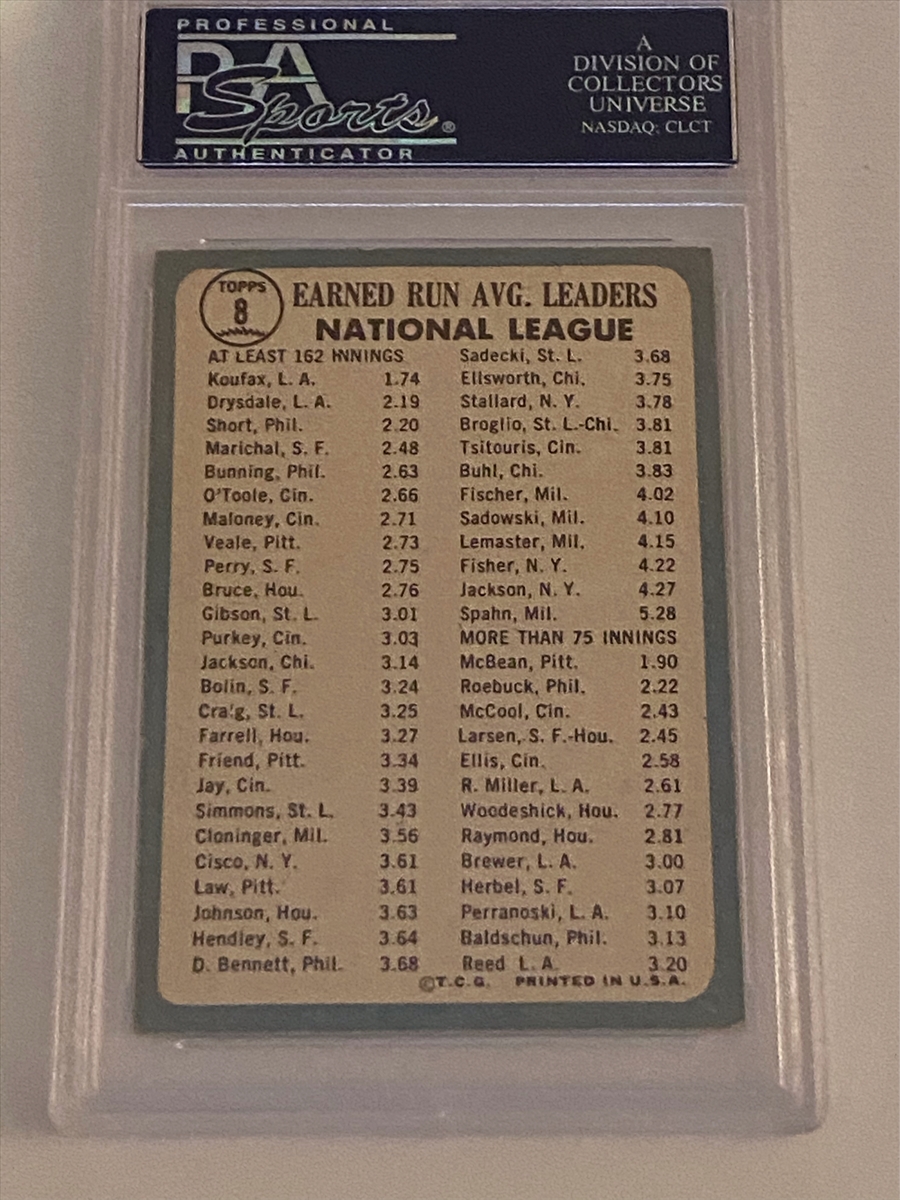 PROFESSIONAL
PSA
Sports®
AUTHENTICATOR
A
DIVISION OF
COLLECTORS
UNIVERSE
NASDAQ: CLCT
TOPPS
8
EARNED RUN AVG. LEADERS
NATIONAL LEAGUE
AT LEAST 162 INNINGS
Koufax, L. A. 1.74
Drysdale, L. A. 2.19
Short, Phil. 2.20
Marichal, S. F. 2.48
Bunning, Phil. 2.63
O'Toole, Cin. 2.66
Maloney, Cin. 2.71
Veale, Pitt. 2.73
Perry, S. F. 2.75
Bruce, Hou. 2.76
Gibson, St. L. 3.01
Purkey, Cin. 3.03
Jackson, Chi. 3.14
Bolin, S. F. 3.24
Craig, St. L. 3.25
Farrell, Hou. 3.27
Friend, Pitt. 3.34
Jay, Cin. 3.39
Simmons, St. L. 3.43
Cloninger, Mil. 3.56
Cisco, N. Y. 3.61
Law, Pitt. 3.61
Johnson, Hou. 3.63
Hendley, S. F. 3.64
D. Bennett, Phil. 3.68
Sadecki, St. L. 3.68
Ellsworth, Chi. 3.75
Stallard, N. Y. 3.78
Broglio, St. L.-Chi. 3.81
Tsitouris, Cin. 3.81
Buhl, Chi. 3.83
Fischer, Mil. 4.02
Sadowski, Mil. 4.10
Lemaster, Mil. 4.15
Fisher, N. Y. 4.22
Jackson, N. Y. 4.27
Spahn, Mil. 5.28
MORE THAN 75 INNINGS
McBean, Pitt. 1.90
Roebuck, Phil. 2.22
McCool, Cin. 2.43
Larsen, S. F.-Hou. 2.45
Ellis, Cin. 2.58
R. Miller, L. A. 2.61
Woodeshick, Hou. 2.77
Raymond, Hou. 2.81
Brewer, L. A. 3.00
Herbel, S. F. 3.07
Perranoski, L. A. 3.10
Baldschun, Phil. 3.13
Reed L. A. 3.20
©T.C.G. PRINTED IN U.S.A.